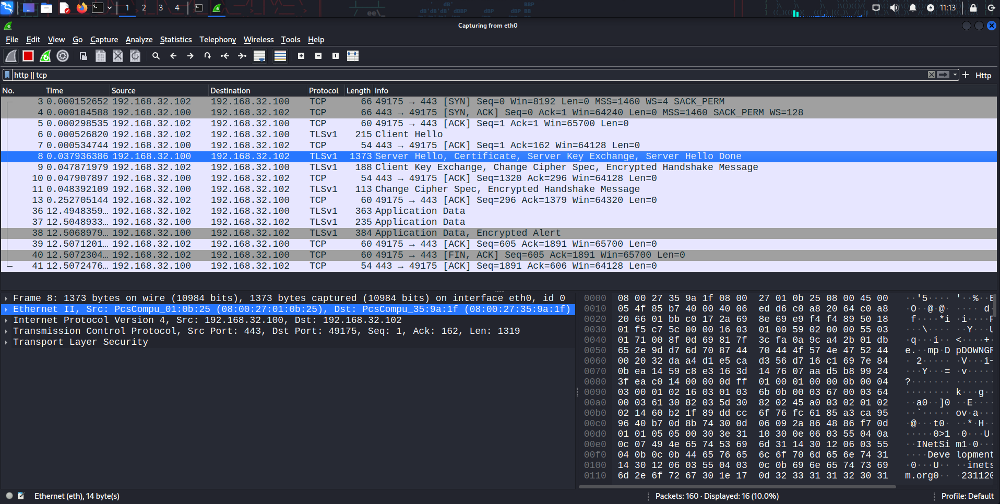 1 2 3 4 11:13
Capturing from eth0
File Edit View Go Capture Analyze Statistics Telephony Wireless Tools Help
http || tcp + Http
No. Time Source Destination Protocol Length Info
3 0.000152652 192.168.32.102 192.168.32.100 TCP 66 49175 → 443 [SYN] Seq=0 Win=8192 Len=0 MSS=1460 WS=4 SACK_PERM
4 0.000184588 192.168.32.100 192.168.32.102 TCP 66 443 → 49175 [SYN, ACK] Seq=0 Ack=1 Win=64240 Len=0 MSS=1460 SACK_PERM WS=128
5 0.000298535 192.168.32.102 192.168.32.100 TCP 60 49175 → 443 [ACK] Seq=1 Ack=1 Win=65700 Len=0
6 0.000526820 192.168.32.102 192.168.32.100 TLSv1 215 Client Hello
7 0.000534744 192.168.32.100 192.168.32.102 TCP 54 443 → 49175 [ACK] Seq=1 Ack=162 Win=64128 Len=0
8 0.037936386 192.168.32.100 192.168.32.102 TLSv1 1373 Server Hello, Certificate, Server Key Exchange, Server Hello Done
9 0.047871979 192.168.32.102 192.168.32.100 TLSv1 188 Client Key Exchange, Change Cipher Spec, Encrypted Handshake Message
10 0.047907897 192.168.32.100 192.168.32.102 TCP 54 443 → 49175 [ACK] Seq=1320 Ack=296 Win=64128 Len=0
11 0.048392109 192.168.32.100 192.168.32.102 TLSv1 113 Change Cipher Spec, Encrypted Handshake Message
13 0.252705144 192.168.32.102 192.168.32.100 TCP 60 49175 → 443 [ACK] Seq=296 Ack=1379 Win=64320 Len=0
36 12.4948359… 192.168.32.102 192.168.32.100 TLSv1 363 Application Data
37 12.5048933… 192.168.32.100 192.168.32.102 TLSv1 235 Application Data
38 12.5068979… 192.168.32.100 192.168.32.102 TLSv1 384 Application Data, Encrypted Alert
39 12.5071201… 192.168.32.102 192.168.32.100 TCP 60 49175 → 443 [ACK] Seq=605 Ack=1891 Win=65700 Len=0
40 12.5072304… 192.168.32.102 192.168.32.100 TCP 60 49175 → 443 [FIN, ACK] Seq=605 Ack=1891 Win=65700 Len=0
41 12.5072476… 192.168.32.100 192.168.32.102 TCP 54 443 → 49175 [ACK] Seq=1891 Ack=606 Win=64128 Len=0
Frame 8: 1373 bytes on wire (10984 bits), 1373 bytes captured (10984 bits) on interface eth0, id 0
Ethernet II, Src: PcsCompu_01:0b:25 (08:00:27:01:0b:25), Dst: PcsCompu_35:9a:1f (08:00:27:35:9a:1f)
Internet Protocol Version 4, Src: 192.168.32.100, Dst: 192.168.32.102
Transmission Control Protocol, Src Port: 443, Dst Port: 49175, Seq: 1, Ack: 162, Len: 1319
Transport Layer Security
0000 08 00 27 35 9a 1f 08 00 27 01 0b 25 08 00 45 00 ··'5···· '··%··E
0010 05 4f 85 b7 40 00 40 06 ed d6 c0 a8 20 64 c0 a8 ·O··@·@· ···· d·
0020 20 66 01 bb c0 17 2a 69 8e 69 e9 f4 f4 89 50 18 f····*i ·i····P
0030 01 f5 c7 5c 00 00 16 03 01 00 59 02 00 00 55 03 ···\···· ··Y···U
0040 01 71 00 8f 0d 69 81 7f 3c fa 0a 9c a4 2b 01 db ·q···i·· <····+·
0050 65 2e 9d d7 6d 70 87 44 70 44 4f 57 4e 47 52 44 e.··mp·D pDOWNGR
0060 00 20 32 da a4 d1 e5 ca d3 56 d7 16 c1 69 7e 84 · 2····· ·V···i~
0070 0b ea 14 59 c8 e3 16 3d 14 76 07 aa d5 b8 99 24 ···Y···= ·v·····
0080 3f ea c0 14 00 00 0d ff 01 00 01 00 00 0b 00 04 ?······· ·······
0090 03 00 01 02 16 03 01 03 6b 0b 00 03 67 00 03 64 ········ k···g··
00a0 00 03 61 30 82 03 5d 30 82 02 45 a0 03 02 01 02 ··a0··]0 ··E····
00b0 02 14 60 b2 1f 89 dd cc 6f 76 fc 61 85 a3 ca 95 ··`····· ov·a···
00c0 96 40 b7 0d 8b 74 30 0d 06 09 2a 86 48 86 f7 0d ·@···t0· ··*·H··
00d0 01 01 05 05 00 30 3e 31 10 30 0e 06 03 55 04 0a ·····0>1 ·0···U·
00e0 0c 07 49 4e 65 74 53 69 6d 31 14 30 12 06 03 55 ··INetSi m1·0···
00f0 04 0b 0c 0b 44 65 76 65 6c 6f 70 6d 65 6e 74 31 ····Deve lopment
0100 14 30 12 06 03 55 04 03 0c 0b 69 6e 65 74 73 69 ·0···U·· ··inets
0110 6d 2e 6f 72 67 30 1e 17 0d 32 33 31 31 32 30 31 m.org0·· ·231120
Ethernet (eth), 14 byte(s) Packets: 160 · Displayed: 16 (10.0%) Profile: Default